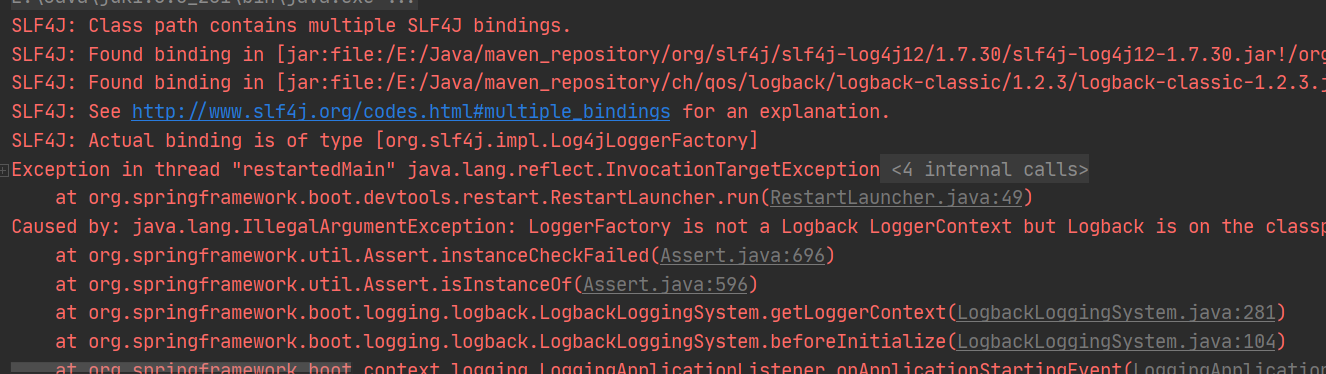 SLF4J: Class path contains multiple SLF4J bindings.
SLF4J: Found binding in [jar:file:/E:/Java/maven_repository/org/slf4j/slf4j-log4j12/1.7.30/slf4j-log4j12-1.7.30.jar!/org
SLF4J: Found binding in [jar:file:/E:/Java/maven_repository/ch/qos/logback/logback-classic/1.2.3/logback-classic-1.2.3.j
SLF4J: See http://www.slf4j.org/codes.html#multiple_bindings for an explanation.
SLF4J: Actual binding is of type [org.slf4j.impl.Log4jLoggerFactory]
Exception in thread "restartedMain" java.lang.reflect.InvocationTargetException <4 internal calls>
at org.springframework.boot.devtools.restart.RestartLauncher.run(RestartLauncher.java:49)
Caused by: java.lang.IllegalArgumentException: LoggerFactory is not a Logback LoggerContext but Logback is on the classp
at org.springframework.util.Assert.instanceCheckFailed(Assert.java:696)
at org.springframework.util.Assert.isInstanceOf(Assert.java:596)
at org.springframework.boot.logging.logback.LogbackLoggingSystem.getLoggerContext(LogbackLoggingSystem.java:281)
at org.springframework.boot.logging.logback.LogbackLoggingSystem.beforeInitialize(LogbackLoggingSystem.java:104)
at org.springframework.boot.context.logging.LoggingApplicationListener.onApplicationStartingEvent(LoggingApplication